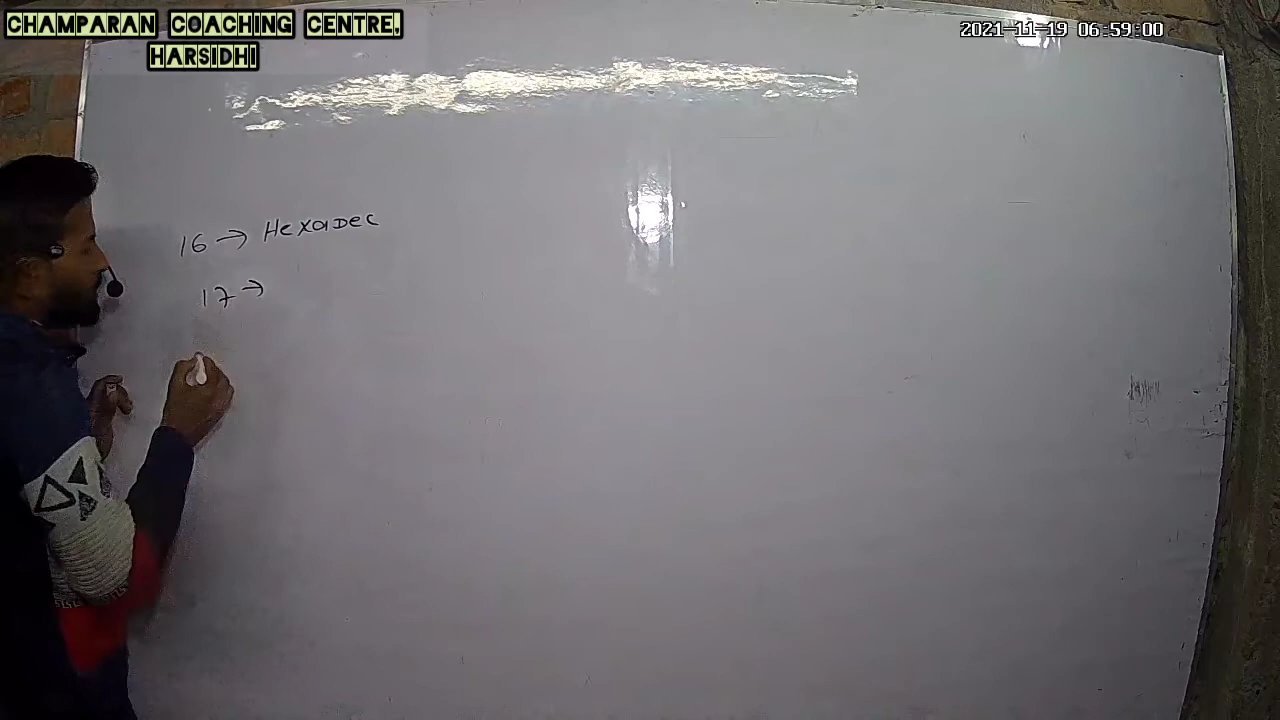 CHAMPARAN COACHING CENTRE,
HARSIDHI
2021-11-19 06:59:00
16 → Hexadec
17 →